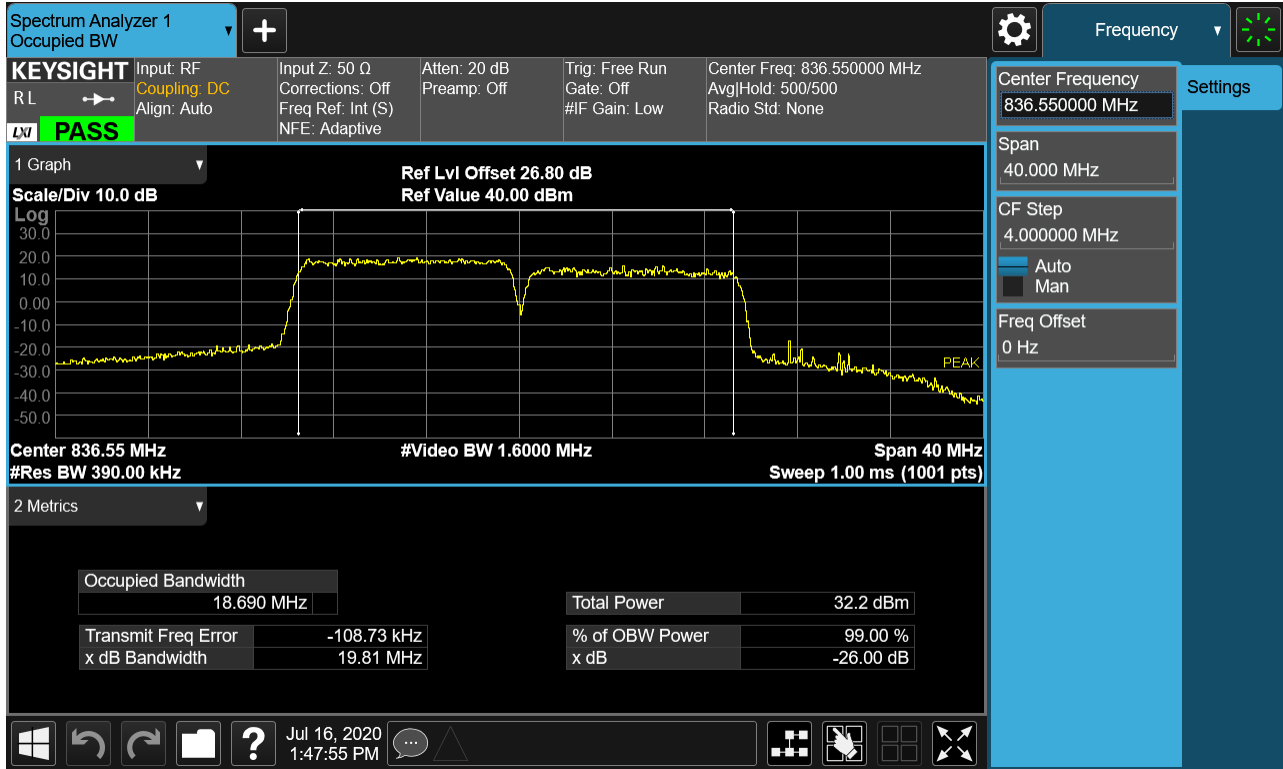 Spectrum Analyzer 1
Occupied BW
Frequency
KEYSIGHT
R L
LXI
PASS
Input: RF
Coupling: DC
Align: Auto
Input Z: 50 Ω
Corrections: Off
Freq Ref: Int (S)
NFE: Adaptive
Atten: 20 dB
Preamp: Off
Trig: Free Run
Gate: Off
#IF Gain: Low
Center Freq: 836.550000 MHz
Avg|Hold: 500/500
Radio Std: None
Center Frequency
836.550000 MHz
Settings
Span
40.000 MHz
CF Step
4.000000 MHz
Auto
Man
Freq Offset
0 Hz
1 Graph
Scale/Div 10.0 dB
Ref Lvl Offset 26.80 dB
Ref Value 40.00 dBm
Log
30.0
20.0
10.0
0.00
-10.0
-20.0
-30.0
-40.0
-50.0
PEAK
Center 836.55 MHz
#Video BW 1.6000 MHz
Span 40 MHz
#Res BW 390.00 kHz
Sweep 1.00 ms (1001 pts)
2 Metrics
Occupied Bandwidth
18.690 MHz
Transmit Freq Error -108.73 kHz
x dB Bandwidth 19.81 MHz
Total Power 32.2 dBm
% of OBW Power 99.00 %
x dB -26.00 dB
?
Jul 16, 2020
1:47:55 PM